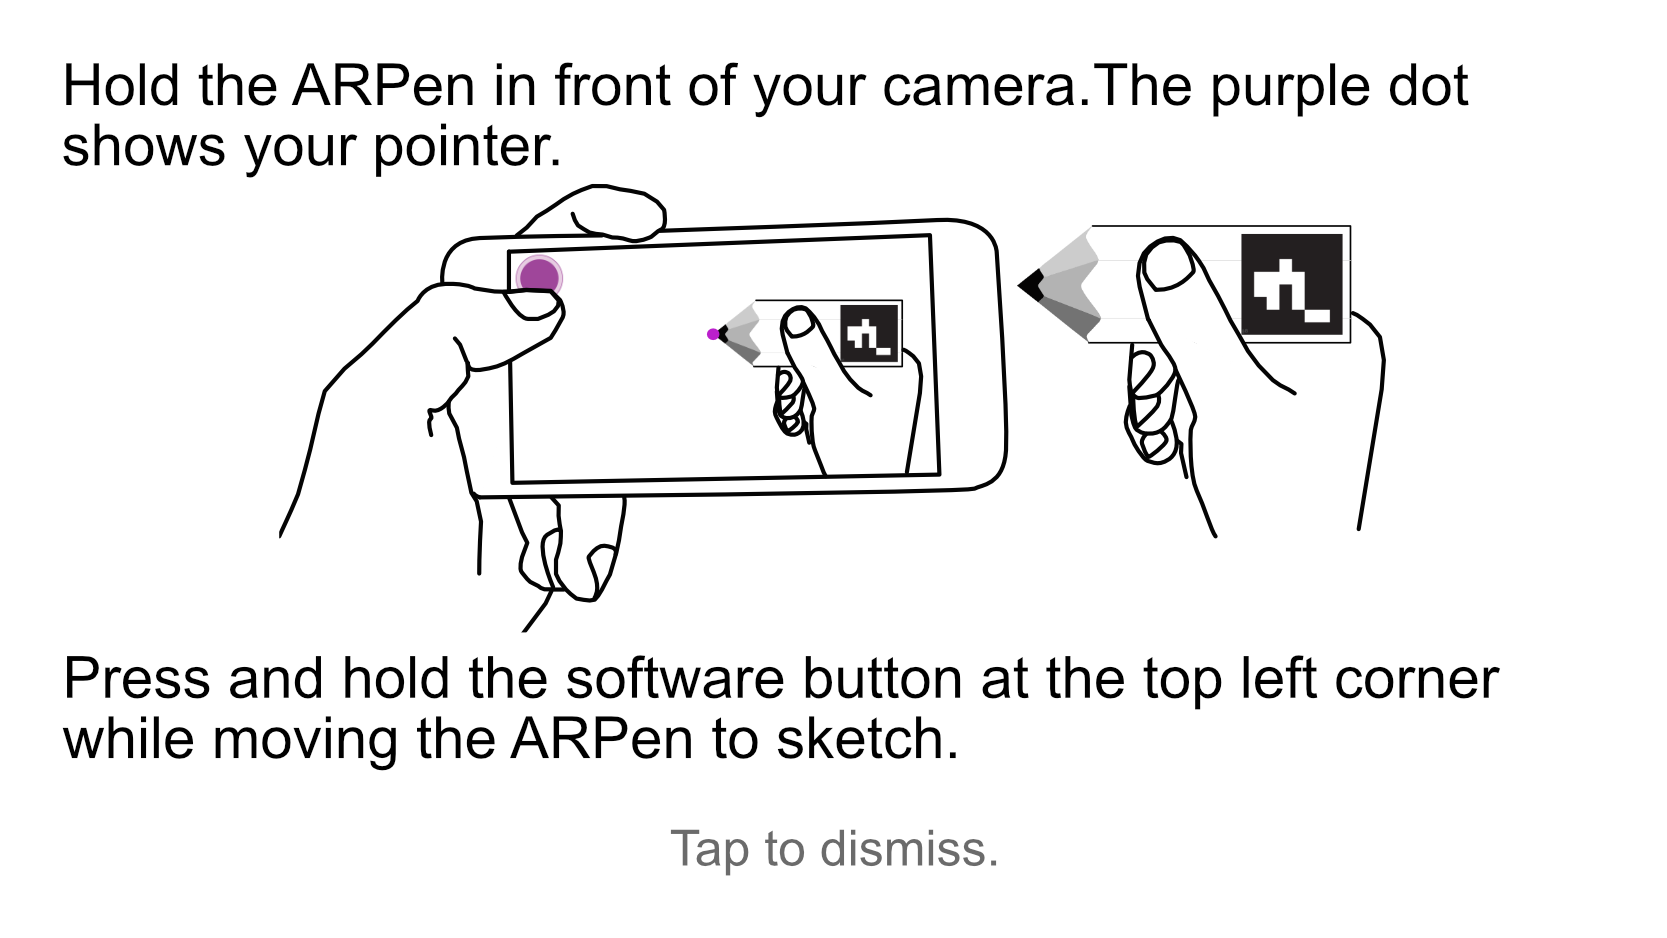 Hold the ARPen in front of your camera.The purple dot
shows your pointer.
Press and hold the software button at the top left corner
while moving the ARPen to sketch.
Tap to dismiss.